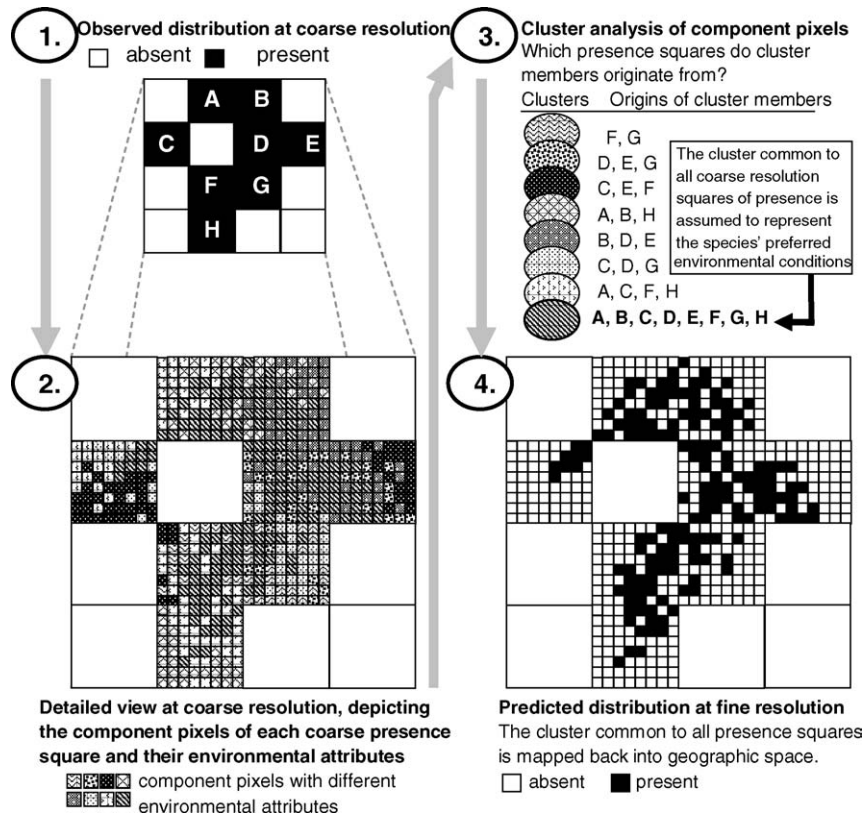 1.
Observed distribution at coarse resolution
absent present
A B
C D E
F G
H
2.
Detailed view at coarse resolution, depicting
the component pixels of each coarse presence
square and their environmental attributes
component pixels with different
environmental attributes
3.
Cluster analysis of component pixels
Which presence squares do cluster
members originate from?
Clusters Origins of cluster members
F, G
D, E, G
C, E, F
A, B, H
B, D, E
C, D, G
A, C, F, H
A, B, C, D, E, F, G, H
The cluster common to
all coarse resolution
squares of presence is
assumed to represent
the species' preferred
environmental conditions
4.
Predicted distribution at fine resolution
The cluster common to all presence squares
is mapped back into geographic space.
absent present